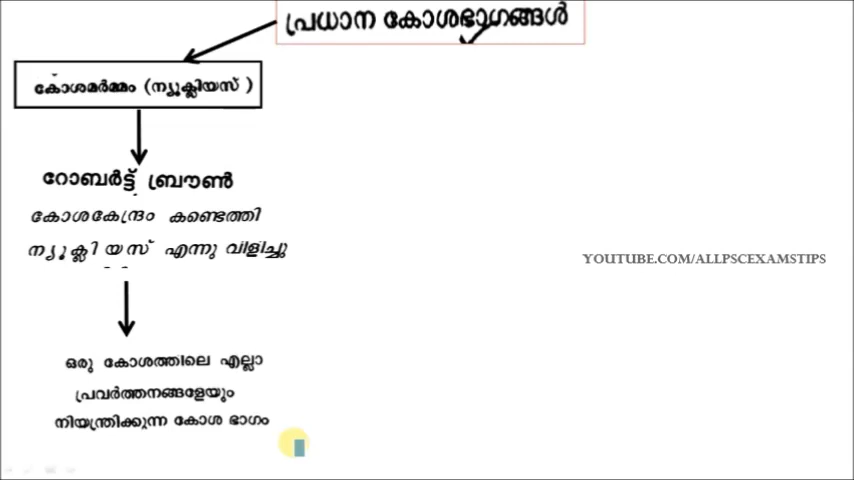 പ്രധാന കോശഭാഗങ്ങൾ
കോശമർമ്മം (ന്യൂക്ലിയസ് )
റോബർട്ട് ബ്രൗൺ
കോശകേന്ദ്രം കണ്ടെത്തി
ന്യൂക്ലിയസ് എന്നു വിളിച്ചു
YOUTUBE.COM/ALLPSCEXAMSTIPS
ഒരു കോശത്തിലെ എല്ലാ
പ്രവർത്തനങ്ങളേയും
നിയന്ത്രിക്കുന്ന കോശ ഭാഗം